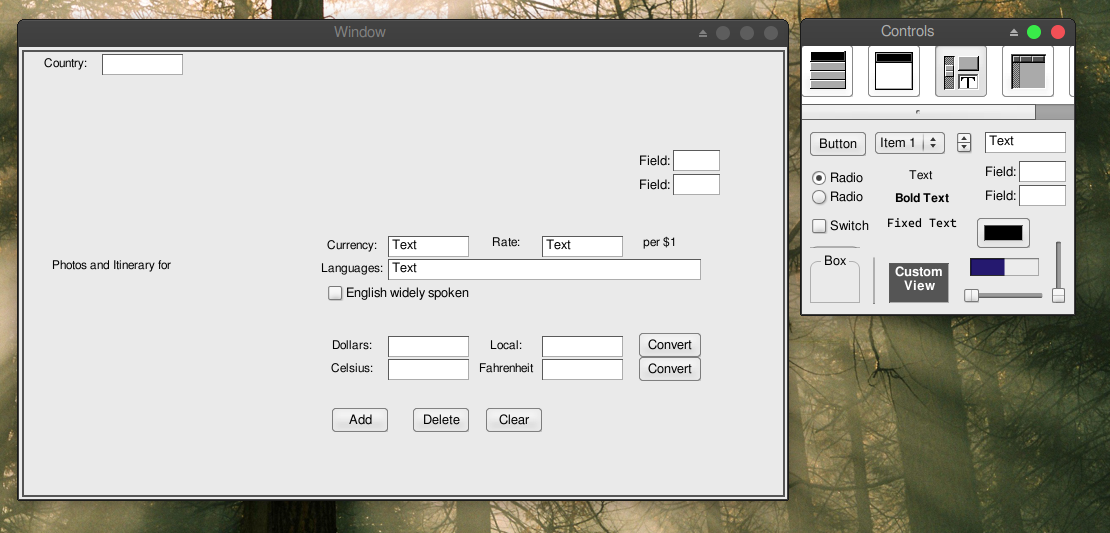 Window
Country:
Field:
Field:
Currency: Text Rate: Text per $1
Photos and Itinerary for
Languages: Text
English widely spoken
Dollars: Local: Convert
Celsius: Fahrenheit Convert
Add Delete Clear
Controls
T
Button Item 1 Text
Radio Text Field:
Radio Bold Text Field:
Switch Fixed Text
Box Custom
View